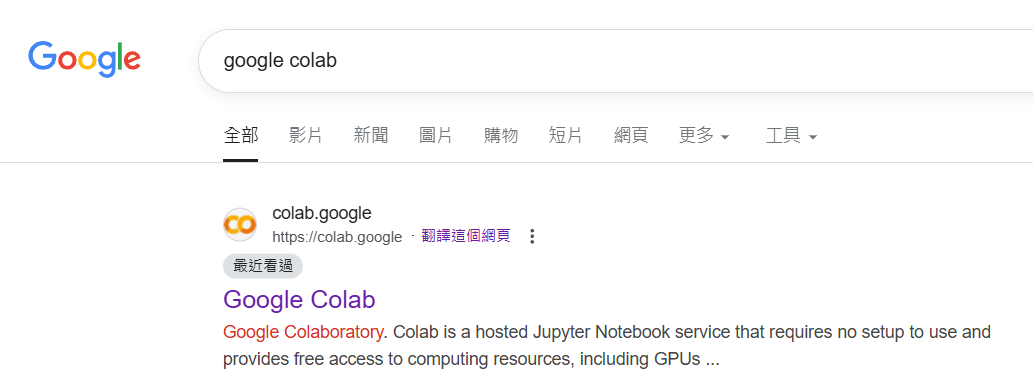 Google
google colab
全部 影片 新聞 圖片 購物 短片 網頁 更多 工具
colab.google
https://colab.google · 翻譯這個網頁
最近看過
Google Colab
Google Colaboratory. Colab is a hosted Jupyter Notebook service that requires no setup to use and
provides free access to computing resources, including GPUs ...